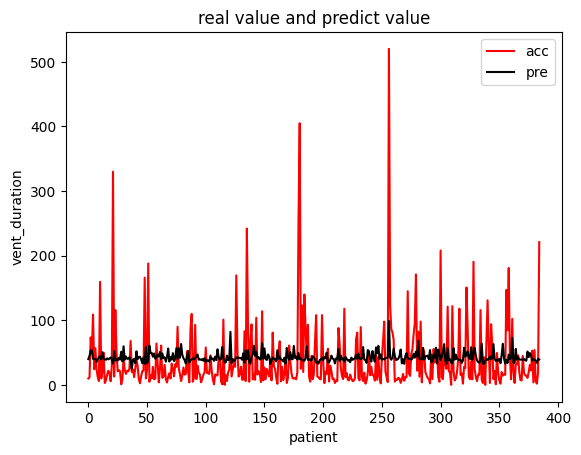 real value and predict value
acc
pre
500
400
300
200
100
0
vent_duration
0 50 100 150 200 250 300 350 400
patient